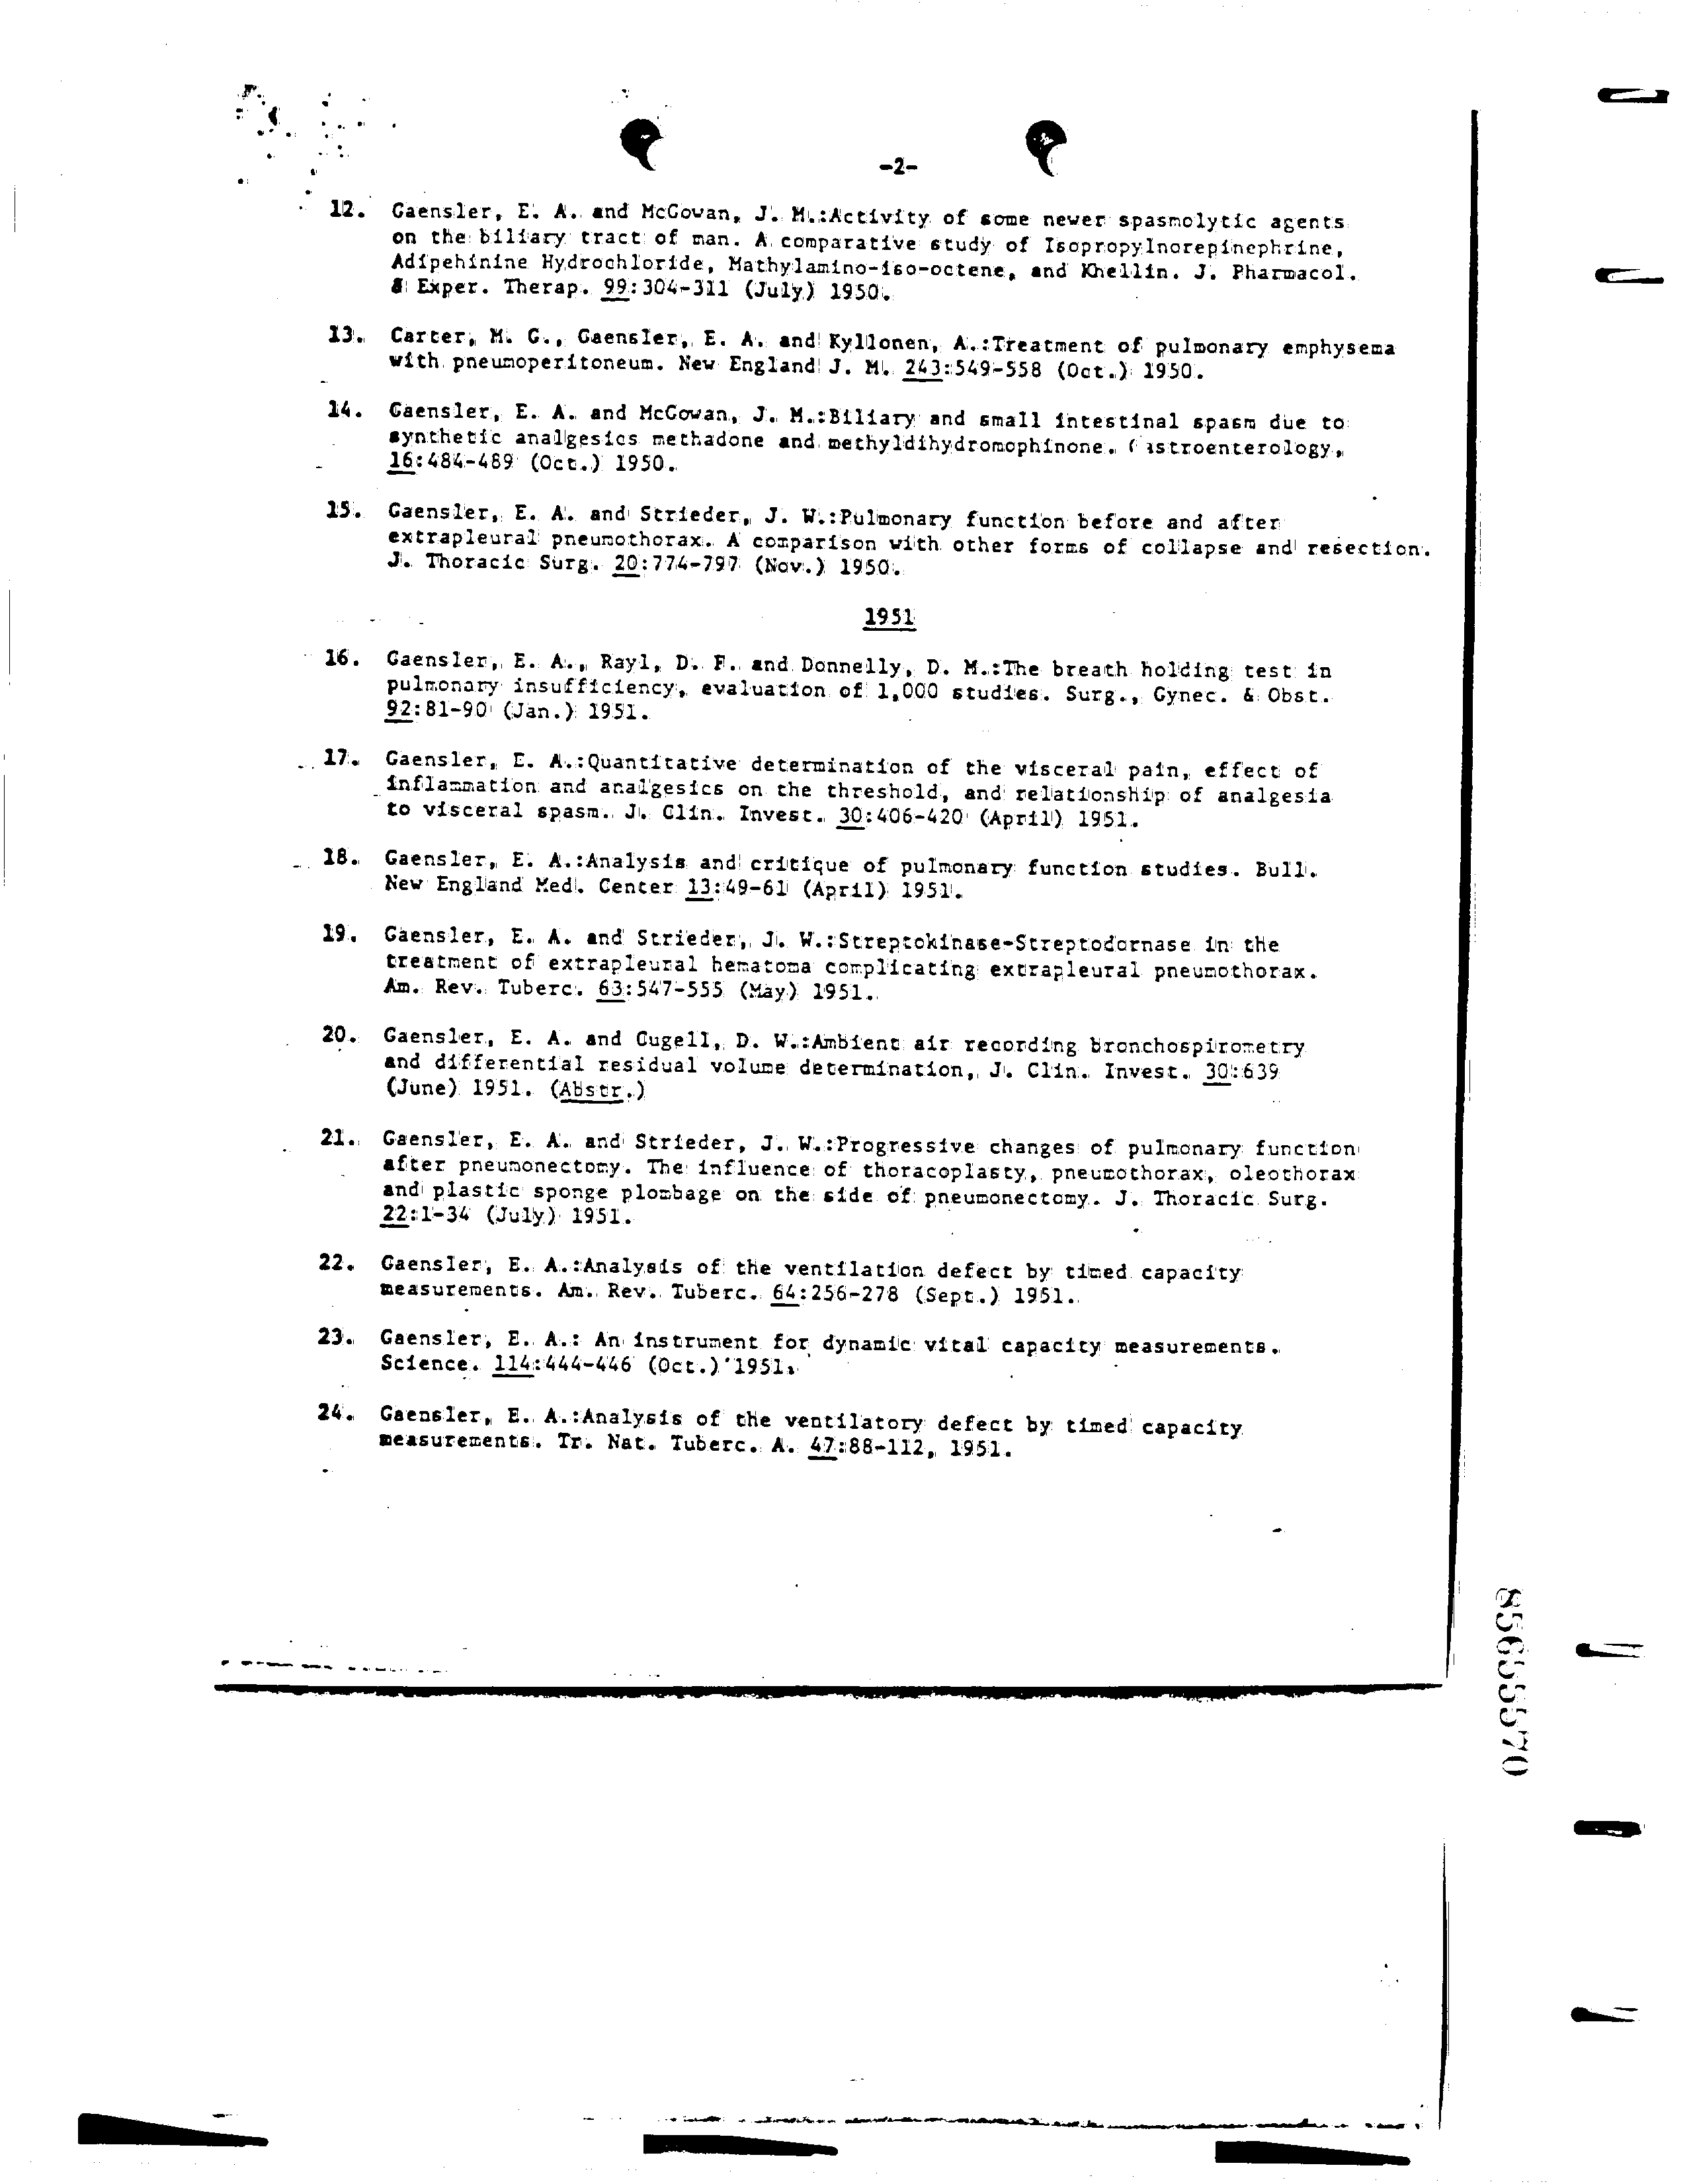 -2-
12. Gaensler, E. A. and McGowan, J. M.:Activity of some newer spasmolytic agents
on the biliary tract of man. A comparative study of Isopropylnorepinephrine,
Adipehinine Hydrochloride, Mathylamino-iso-octene, and Khellin. J. Pharmacol.
& Exper. Therap. 99:304-311 (July) 1950.
13. Carter, M. G., Gaensler, E. A. and Kyllonen, A.:Treatment of pulmonary emphysema
with pneumoperitoneum. New England J. M. 243:549-558 (Oct.) 1950.
14. Gaensler, E. A. and McGowan, J. M.:Biliary and small intestinal spasm due to
synthetic analgesics methadone and methyldihydromophinone. Gastroenterology,
16:484-489 (Oct.) 1950.
15. Gaensler, E. A. and Strieder, J. W.:Pulmonary function before and after
extrapleural pneumothorax. A comparison with other forms of collapse and resection.
J. Thoracic Surg. 20:774-797 (Nov.) 1950.
1951
16. Gaensler, E. A., Rayl, D. F. and Donnelly, D. M.:The breath holding test in
pulmonary insufficiency, evaluation of 1,000 studies. Surg., Gynec. & Obst.
92:81-90 (Jan.) 1951.
17. Gaensler, E. A.:Quantitative determination of the visceral pain, effect of
inflammation and analgesics on the threshold, and relationship of analgesia
to visceral spasm. J. Clin. Invest. 30:406-420 (April) 1951.
18. Gaensler, E. A.:Analysis and critique of pulmonary function studies. Bull.
New England Med. Center 13:49-61 (April) 1951.
19. Gaensler, E. A. and Strieder, J. W.:Streptokinase-Streptodornase in the
treatment of extrapleural hematoma complicating extrapleural pneumothorax.
Am. Rev. Tuberc. 63:547-555 (May) 1951.
20. Gaensler, E. A. and Cugell, D. W.:Ambient air recording bronchospirometry
and differential residual volume determination, J. Clin. Invest. 30:639
(June) 1951. (Abstr.)
21. Gaensler, E. A. and Strieder, J. W.:Progressive changes of pulmonary function
after pneumonectomy. The influence of thoracoplasty, pneumothorax, oleothorax
and plastic sponge plombage on the side of pneumonectomy. J. Thoracic Surg.
22:1-34 (July) 1951.
22. Gaensler, E. A.:Analysis of the ventilation defect by timed capacity
measurements. Am. Rev. Tuberc. 64:256-278 (Sept.) 1951.
23. Gaensler, E. A.: An instrument for dynamic vital capacity measurements.
Science. 114:444-446 (Oct.) 1951.
24. Gaensler, E. A.:Analysis of the ventilatory defect by timed capacity
measurements. Tr. Nat. Tuberc. A. 47:88-112, 1951.
85655570